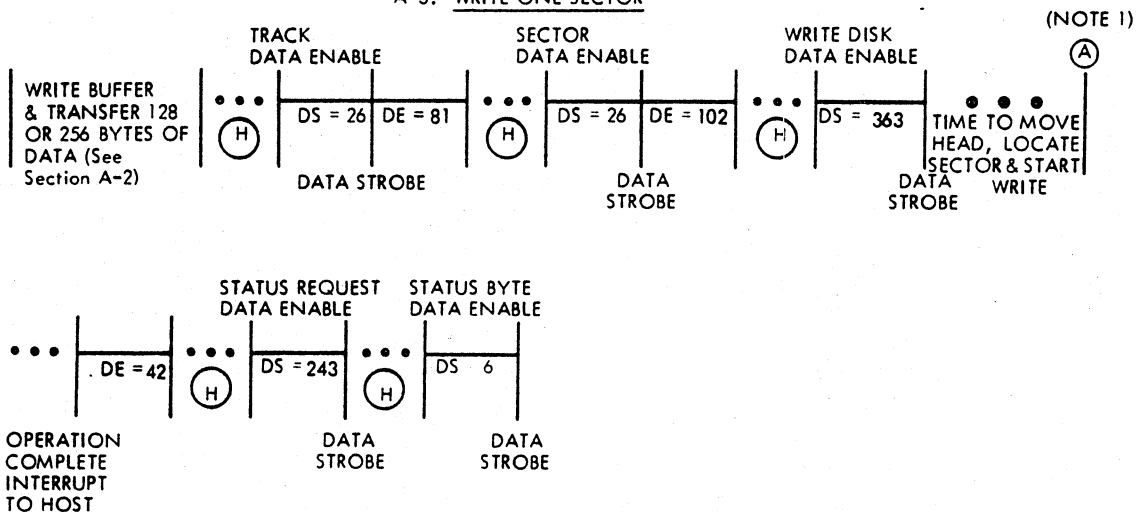 A-3. WRITE ONE SECTOR
(NOTE 1)
TRACK
DATA ENABLE
SECTOR
DATA ENABLE
WRITE DISK
DATA ENABLE
A
WRITE BUFFER
& TRANSFER 128
OR 256 BYTES OF
DATA (See
Section A-2)
H
DS = 26
DE = 81
H
DS = 26
DE = 102
H
DS = 363
TIME TO MOVE
HEAD, LOCATE
SECTOR & START
WRITE
DATA STROBE
DATA
STROBE
DATA
STROBE
STATUS REQUEST
DATA ENABLE
STATUS BYTE
DATA ENABLE
DE = 42
H
DS = 243
H
DS 6
OPERATION
COMPLETE
INTERRUPT
TO HOST
DATA
STROBE
DATA
STROBE